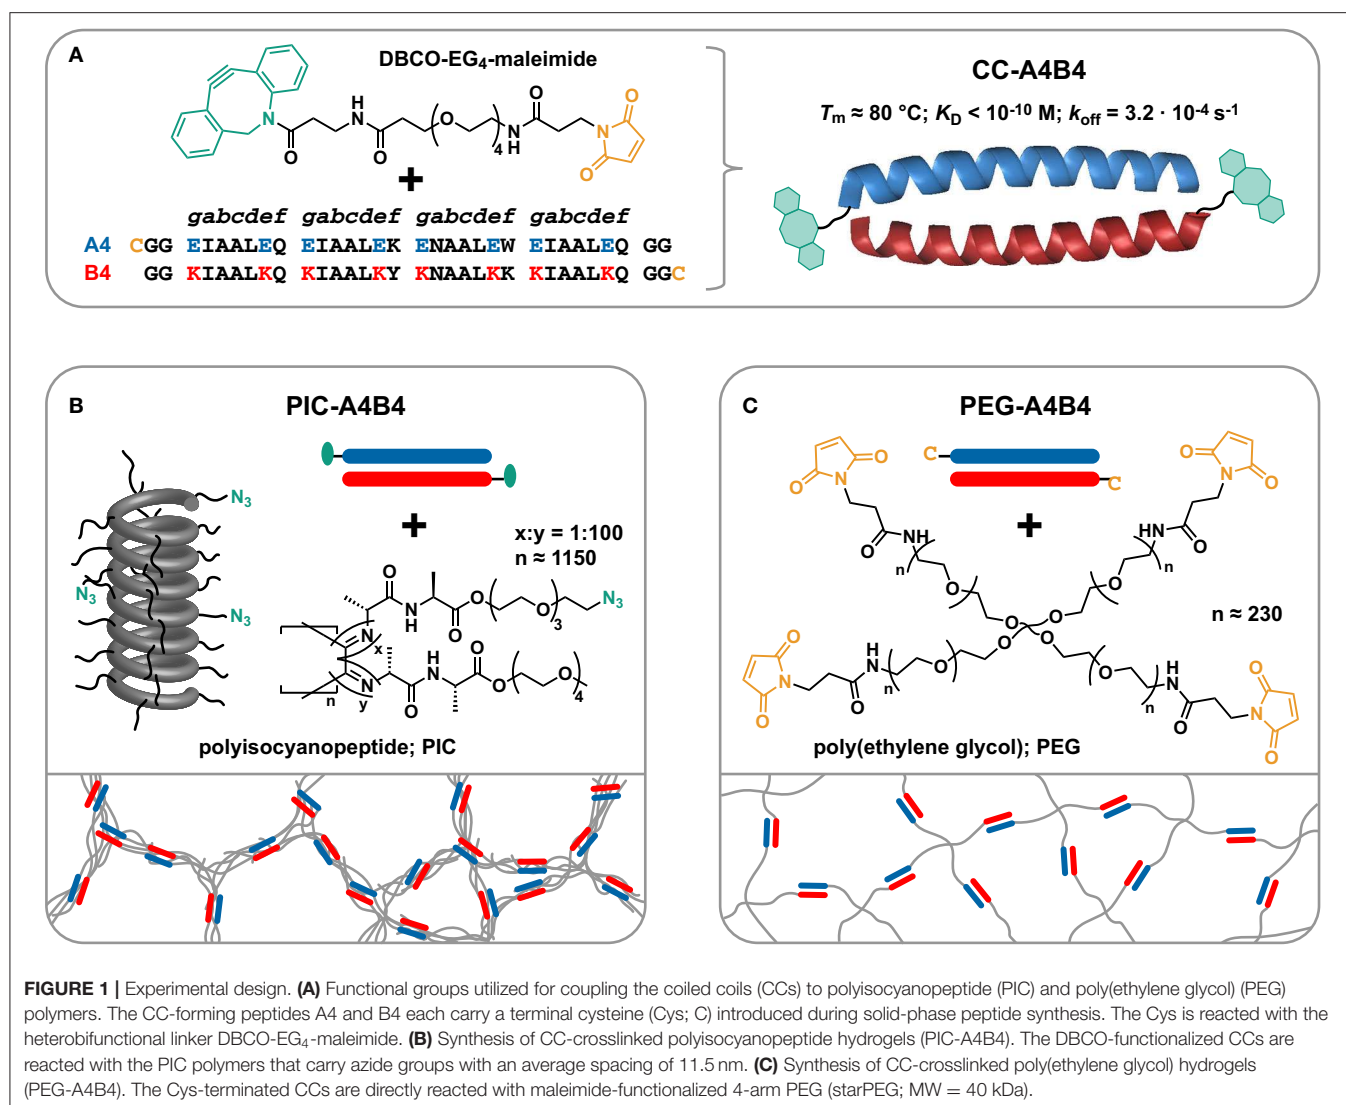 A
DBCO-EG4-maleimide
CC-A4B4
Tm ≈ 80 °C; KD < 10-10 M; koff = 3.2 · 10-4 s-1
N
O
H
N
O
O
4
N
H
O
N
O
O
+
gabcdef gabcdef gabcdef gabcdef
A4 CGG EIAALEQ EIAALEK ENAALEW EIAALEQ GG
B4 GG KIAALKQ KIAALKY KNAALKK KIAALKQ GGC
B
PIC-A4B4
+
x:y = 1:100
n ≈ 1150
N3
N3
N3
O
N
H
O
O
O
3
N3
N
x
n
N
y
O
H
N
O
O
O
4
polyisocyanopeptide; PIC
C
PEG-A4B4
C
C
+
O
N
O
O
NH
n
O
O
N
O
O
HN
n
O
O
O
O
O
n ≈ 230
O
N
O
O
H
N
n
O
O
n
N
H
O
N
O
O
poly(ethylene glycol); PEG
FIGURE 1 | Experimental design. (A) Functional groups utilized for coupling the coiled coils (CCs) to polyisocyanopeptide (PIC) and poly(ethylene glycol) (PEG)
polymers. The CC-forming peptides A4 and B4 each carry a terminal cysteine (Cys; C) introduced during solid-phase peptide synthesis. The Cys is reacted with the
heterobifunctional linker DBCO-EG4-maleimide. (B) Synthesis of CC-crosslinked polyisocyanopeptide hydrogels (PIC-A4B4). The DBCO-functionalized CCs are
reacted with the PIC polymers that carry azide groups with an average spacing of 11.5 nm. (C) Synthesis of CC-crosslinked poly(ethylene glycol) hydrogels
(PEG-A4B4). The Cys-terminated CCs are directly reacted with maleimide-functionalized 4-arm PEG (starPEG; MW = 40 kDa).